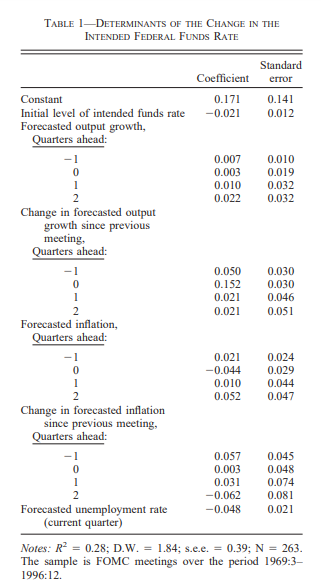 TABLE 1—DETERMINANTS OF THE CHANGE IN THE
INTENDED FEDERAL FUNDS RATE
Standard
Coefficient error
Constant 0.171 0.141
Initial level of intended funds rate −0.021 0.012
Forecasted output growth,
Quarters ahead:
−1 0.007 0.010
0 0.003 0.019
1 0.010 0.032
2 0.022 0.032
Change in forecasted output
growth since previous
meeting,
Quarters ahead:
−1 0.050 0.030
0 0.152 0.030
1 0.021 0.046
2 0.021 0.051
Forecasted inflation,
Quarters ahead:
−1 0.021 0.024
0 −0.044 0.029
1 0.010 0.044
2 0.052 0.047
Change in forecasted inflation
since previous meeting,
Quarters ahead:
−1 0.057 0.045
0 0.003 0.048
1 0.031 0.074
2 −0.062 0.081
Forecasted unemployment rate −0.048 0.021
(current quarter)
Notes: R² = 0.28; D.W. = 1.84; s.e.e. = 0.39; N = 263.
The sample is FOMC meetings over the period 1969:3–
1996:12.